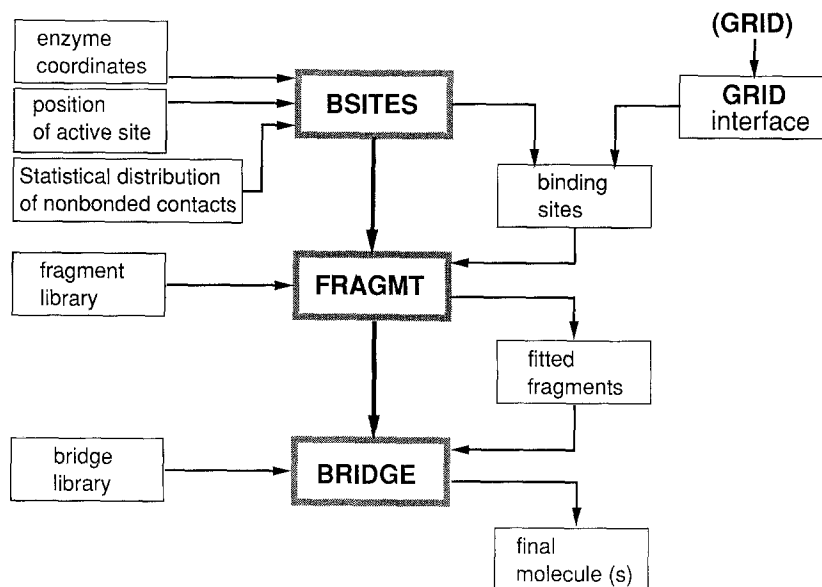 enzyme
coordinates
position
of active site
Statistical distribution
of nonbonded contacts
BSITES
(GRID)
GRID
interface
binding
sites
fragment
library
FRAGMT
fitted
fragments
bridge
library
BRIDGE
final
molecule (s)